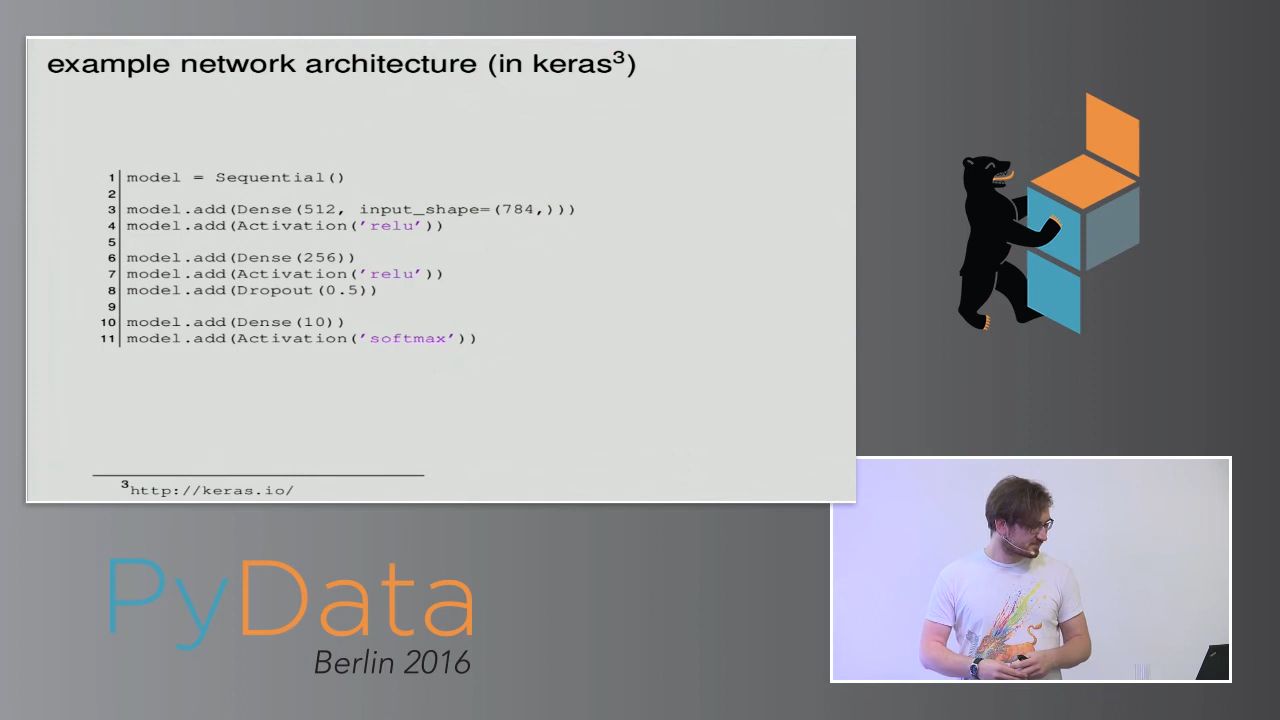 example network architecture (in keras3)
1 model = Sequential()
2
3 model.add(Dense(512, input_shape=(784,)))
4 model.add(Activation('relu'))
5
6 model.add(Dense(256))
7 model.add(Activation('relu'))
8 model.add(Dropout(0.5))
9
10 model.add(Dense(10))
11 model.add(Activation('softmax'))
3http://keras.io/
PyData
Berlin 2016